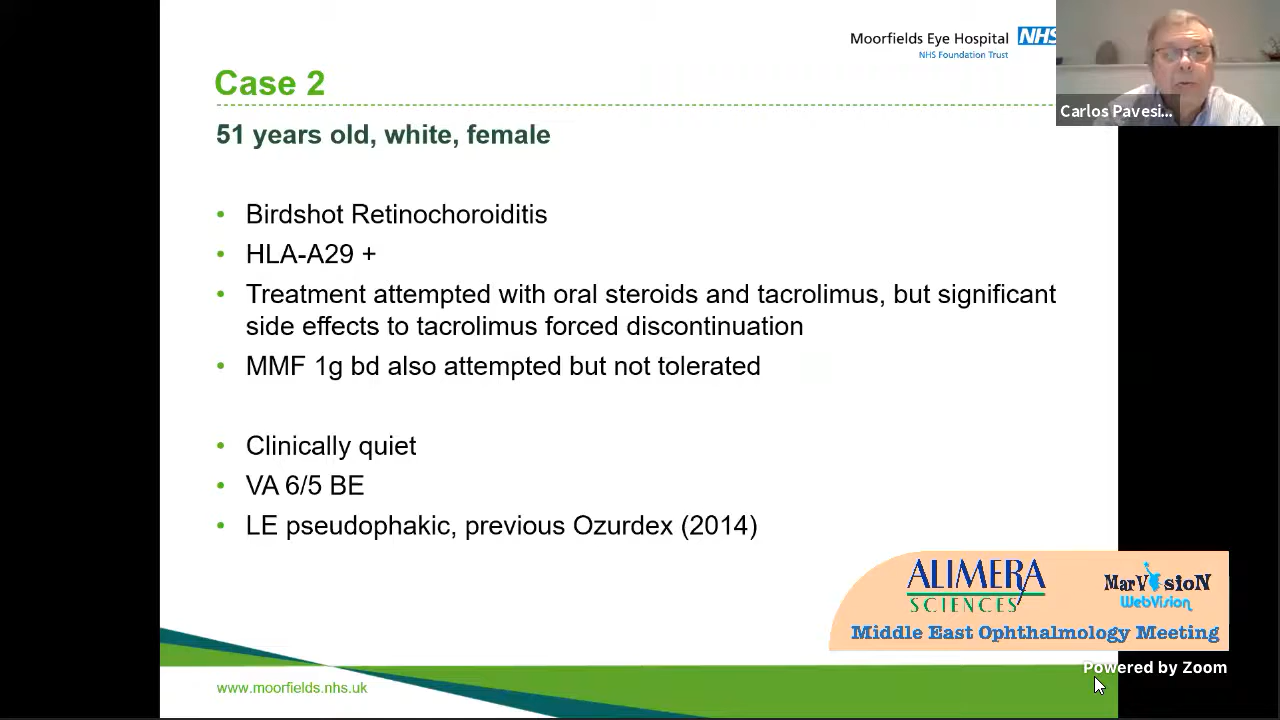 Moorfields Eye Hospital NHS
NHS Foundation Trust
Case 2
Carlos Pavesi...
51 years old, white, female
• Birdshot Retinochoroiditis
• HLA-A29 +
• Treatment attempted with oral steroids and tacrolimus, but significant
side effects to tacrolimus forced discontinuation
• MMF 1g bd also attempted but not tolerated
• Clinically quiet
• VA 6/5 BE
• LE pseudophakic, previous Ozurdex (2014)
ALIMERA
SCIENCES
MarVisioN
WebVision
Middle East Ophthalmology Meeting
Powered by Zoom
www.moorfields.nhs.uk